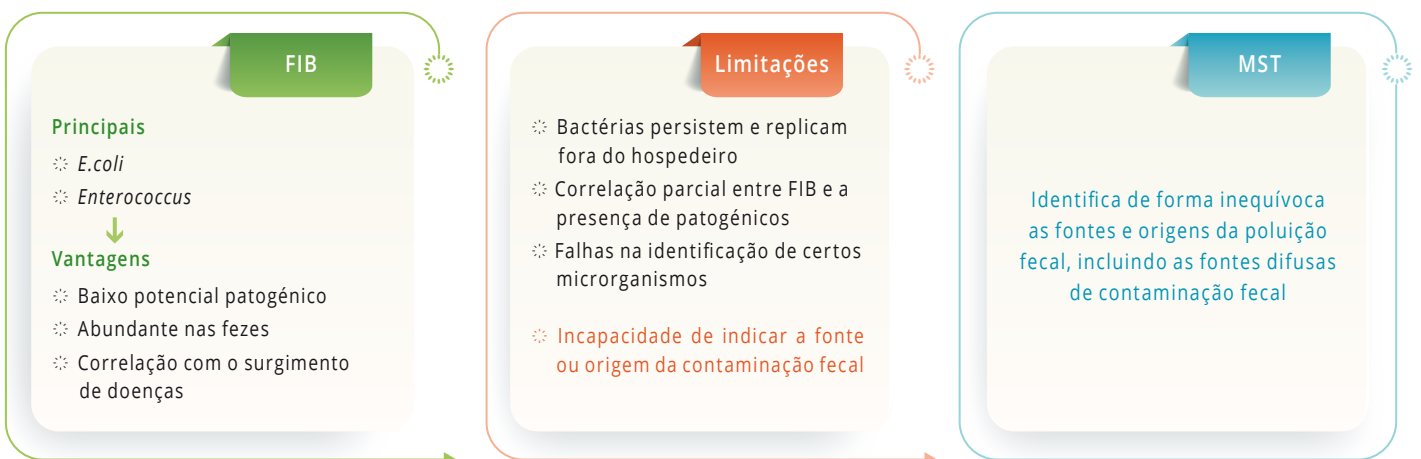 FIB
Principais
E.coli
Enterococcus
Vantagens
Baixo potencial patogénico
Abundante nas fezes
Correlação com o surgimento
de doenças
Limitações
Bactérias persistem e replicam
fora do hospedeiro
Correlação parcial entre FIB e a
presença de patogénicos
Falhas na identificação de certos
microrganismos
Incapacidade de indicar a fonte
ou origem da contaminação fecal
MST
Identifica de forma inequívoca
as fontes e origens da poluição
fecal, incluindo as fontes difusas
de contaminação fecal